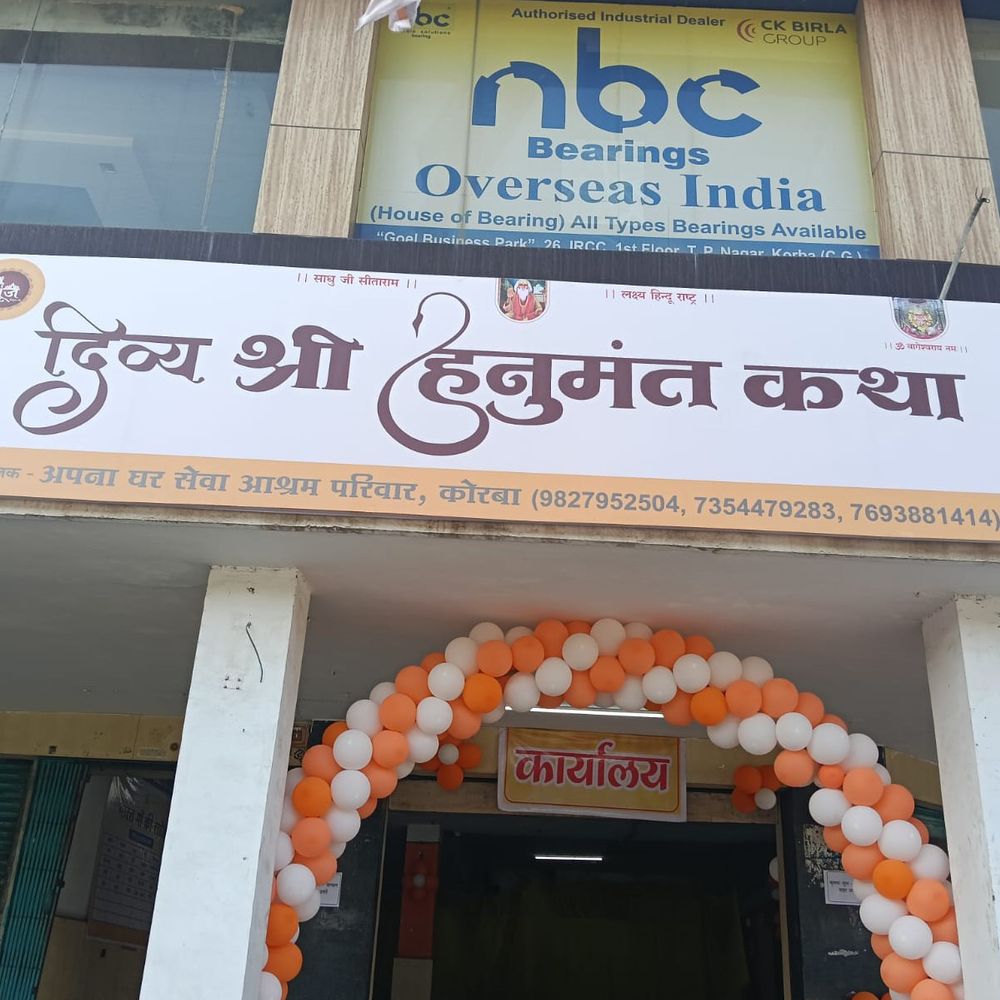 Authorised Industrial Dealer
CK BIRLA
GROUP
nbc
Bearings
Overseas India
(House of Bearing) All Types Bearings Available
"Goel Business Park", 26, IRCC, 1st Floor, T. P. Nagar, Korba (C.G.)
।। साधु जी सीताराम ।।
।। लक्ष्य हिन्दू राष्ट्र ।।
।। ॐ बागेश्वराय नमः ।।
दिव्य श्री हनुमंत कथा
- अपना घर सेवा आश्रम परिवार, कोरबा (9827952504, 7354479283, 7693881414)
कार्यालय